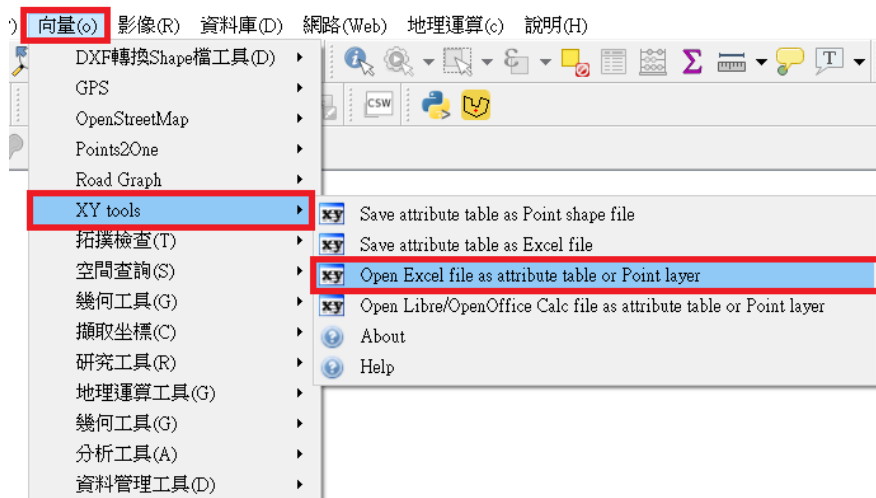 ) 向量(o) 影像(R) 資料庫(D) 網路(Web) 地理運算(c) 說明(H)
DXF轉換Shape檔工具(D)
GPS
OpenStreetMap
CSW
Points2One
Road Graph
XY tools
xy Save attribute table as Point shape file
拓撲檢查(T)
xy Save attribute table as Excel file
空間查詢(S)
xy Open Excel file as attribute table or Point layer
幾何工具(G)
xy Open Libre/OpenOffice Calc file as attribute table or Point layer
擷取坐標(C)
About
研究工具(R)
Help
地理運算工具(G)
幾何工具(G)
分析工具(A)
資料管理工具(D)